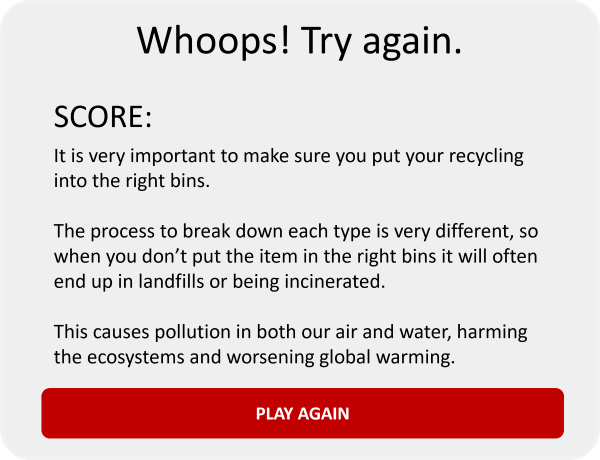 Whoops! Try again.
SCORE:
It is very important to make sure you put your recycling
into the right bins.
The process to break down each type is very different, so
when you don’t put the item in the right bins it will often
end up in landfills or being incinerated.
This causes pollution in both our air and water, harming
the ecosystems and worsening global warming.
PLAY AGAIN